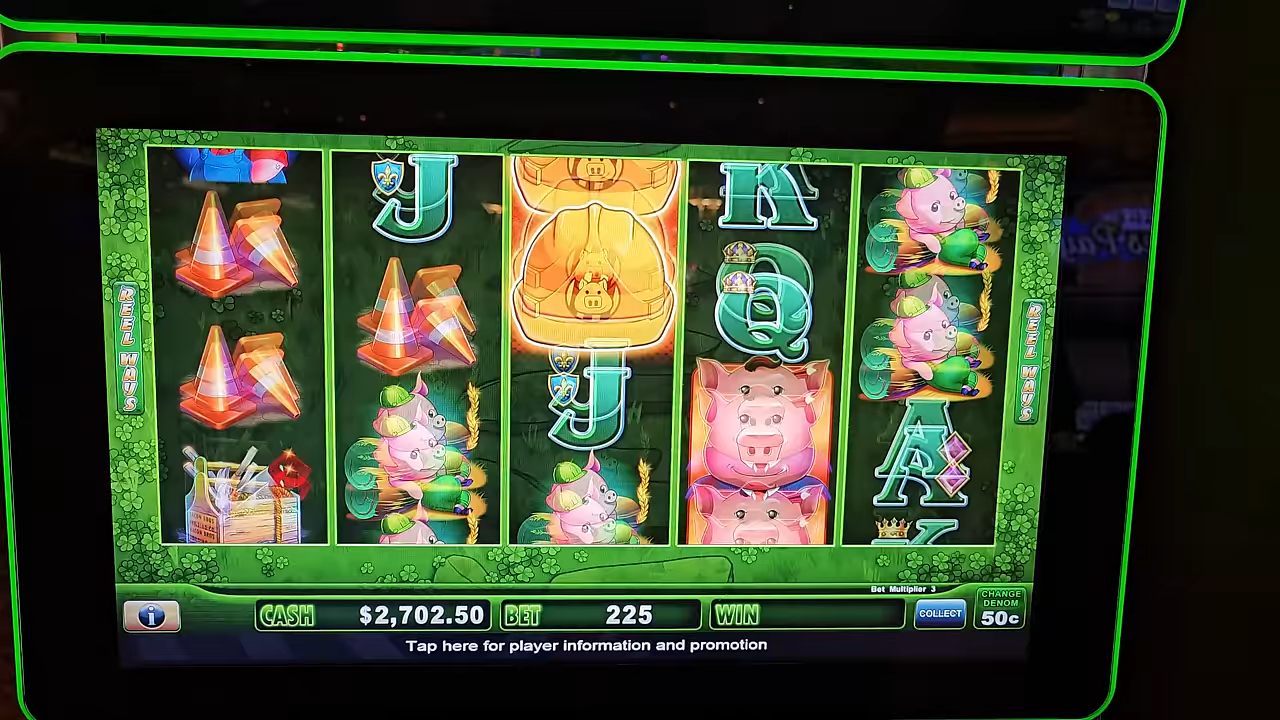 J
K
Q
J
A
K
REEL WAYS
REEL WAYS
Bet Multiplier 3
CASH $2,702.50 BET 225 WIN
COLLECT
CHANGE
DENOM
50¢
Tap here for player information and promotion